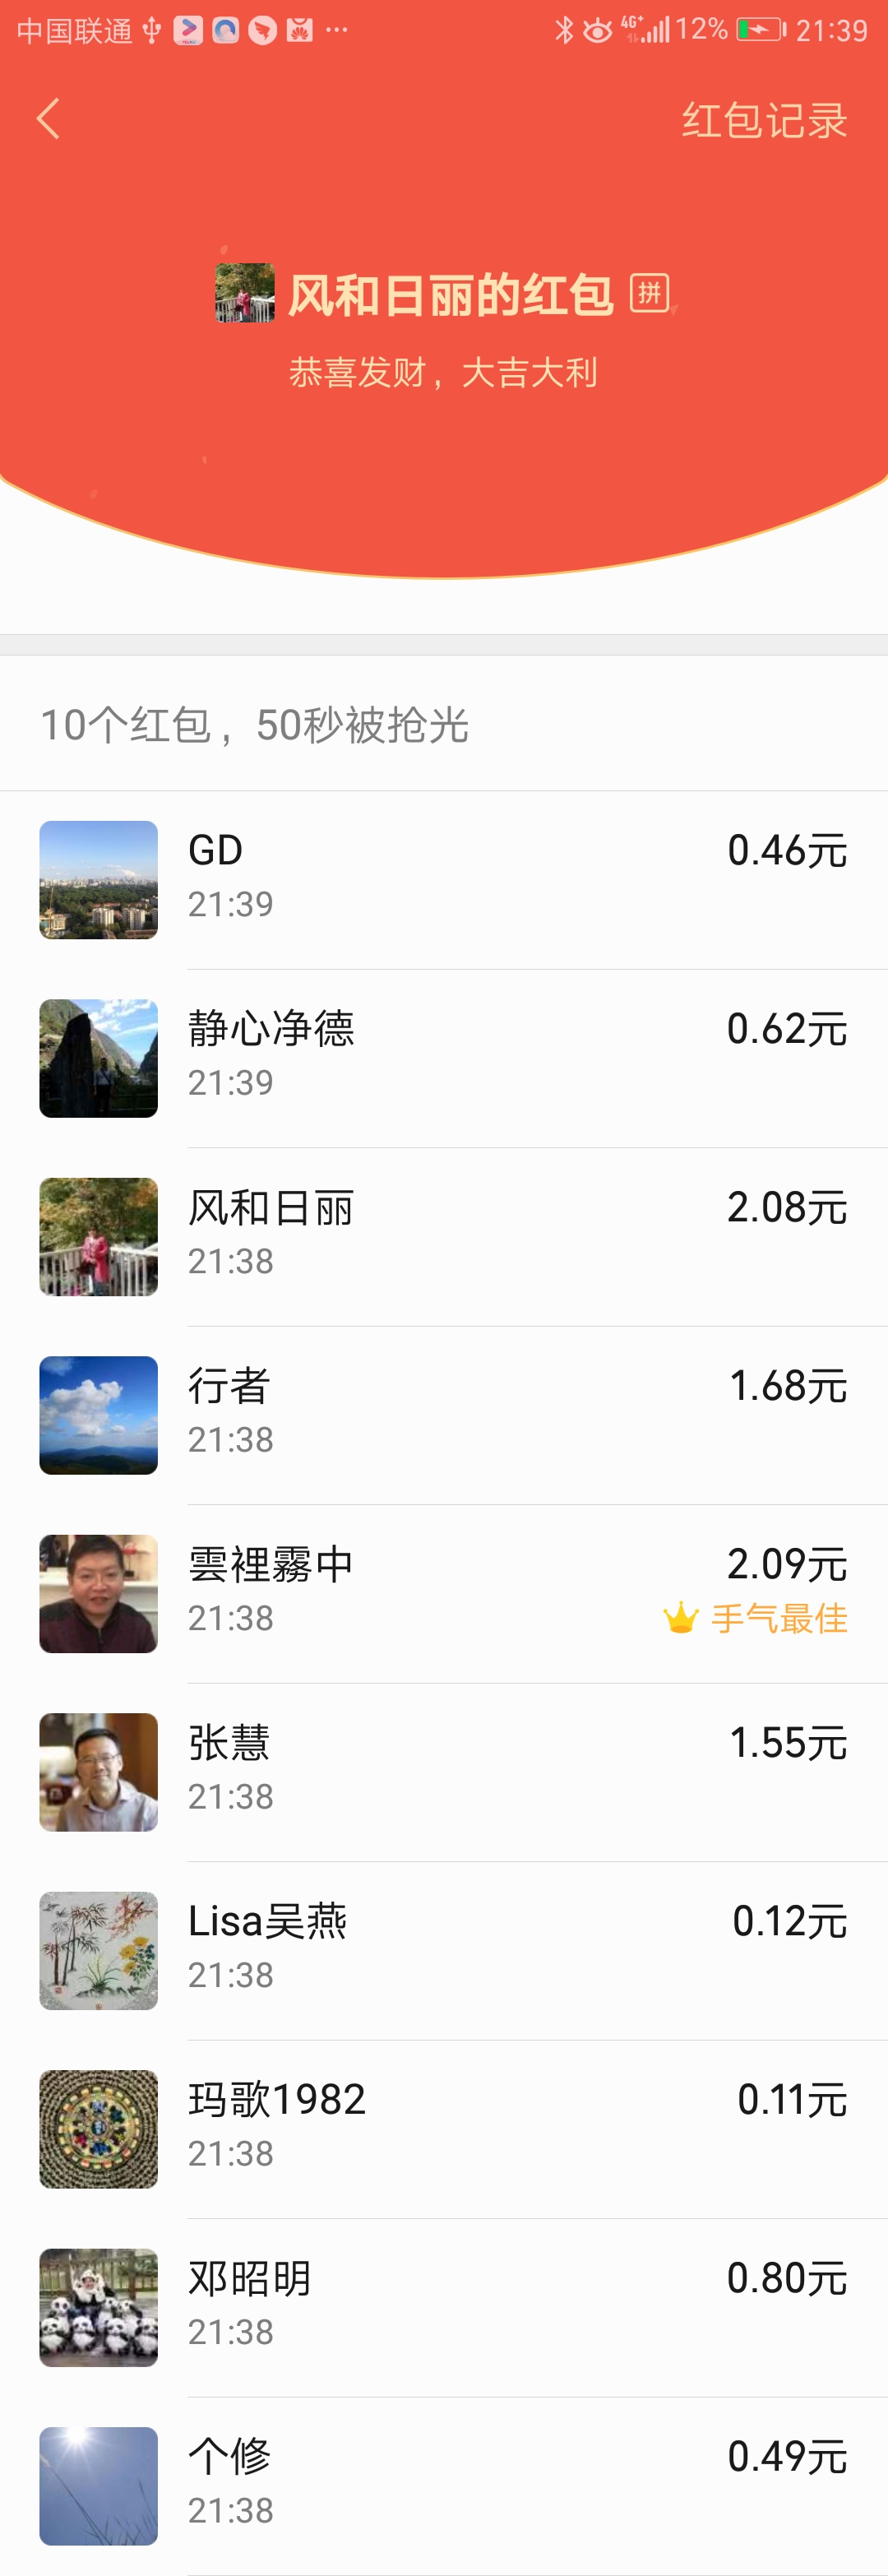 中国联通 4G+ 12% 21:39
红包记录
风和日丽的红包 拼
恭喜发财，大吉大利
10个红包，50秒被抢光
GD 0.46元
21:39
静心净德 0.62元
21:39
风和日丽 2.08元
21:38
行者 1.68元
21:38
雲裡霧中 2.09元
21:38 手气最佳
张慧 1.55元
21:38
Lisa吴燕 0.12元
21:38
玛歌1982 0.11元
21:38
邓昭明 0.80元
21:38
个修 0.49元
21:38